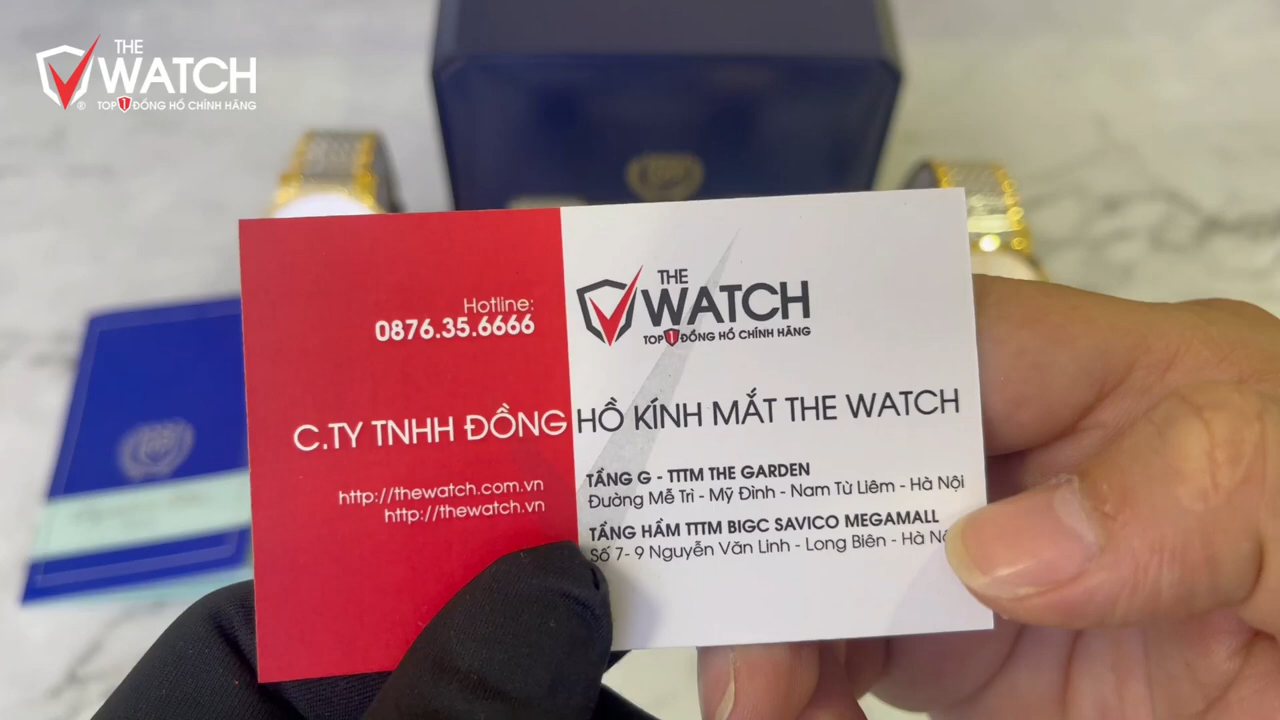 THE
WATCH
®
TOP 1 ĐỒNG HỒ CHÍNH HÃNG
Hotline:
0876.35.6666
THE
WATCH
TOP 1 ĐỒNG HỒ CHÍNH HÃNG
C.TY TNHH ĐỒNG HỒ KÍNH MẮT THE WATCH
http://thewatch.com.vn
http://thewatch.vn
TẦNG G - TTTM THE GARDEN
Đường Mễ Trì - Mỹ Đình - Nam Từ Liêm - Hà Nội
TẦNG HẦM TTTM BIGC SAVICO MEGAMALL
Số 7- 9 Nguyễn Văn Linh - Long Biên - Hà